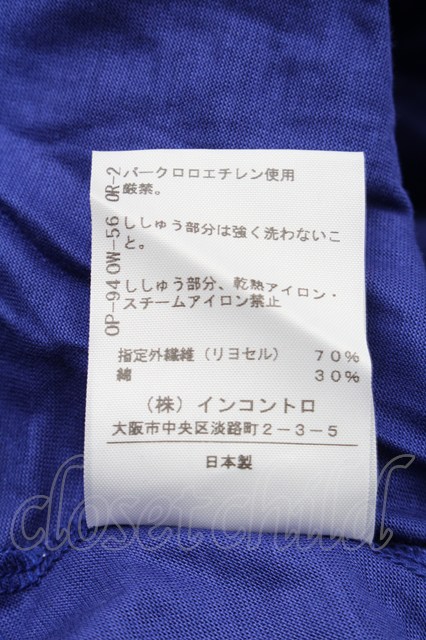 パークロロエチレン使用
厳禁。
ししゅう部分は強く洗わないこ
と。
ししゅう部分、乾熱アイロン・
スチームアイロン禁止
指定外繊維（リヨセル） 70%
綿 30%
（株）インコントロ
大阪市中央区淡路町2-3-5
日本製
OP-940W-56 OR-2
closet child